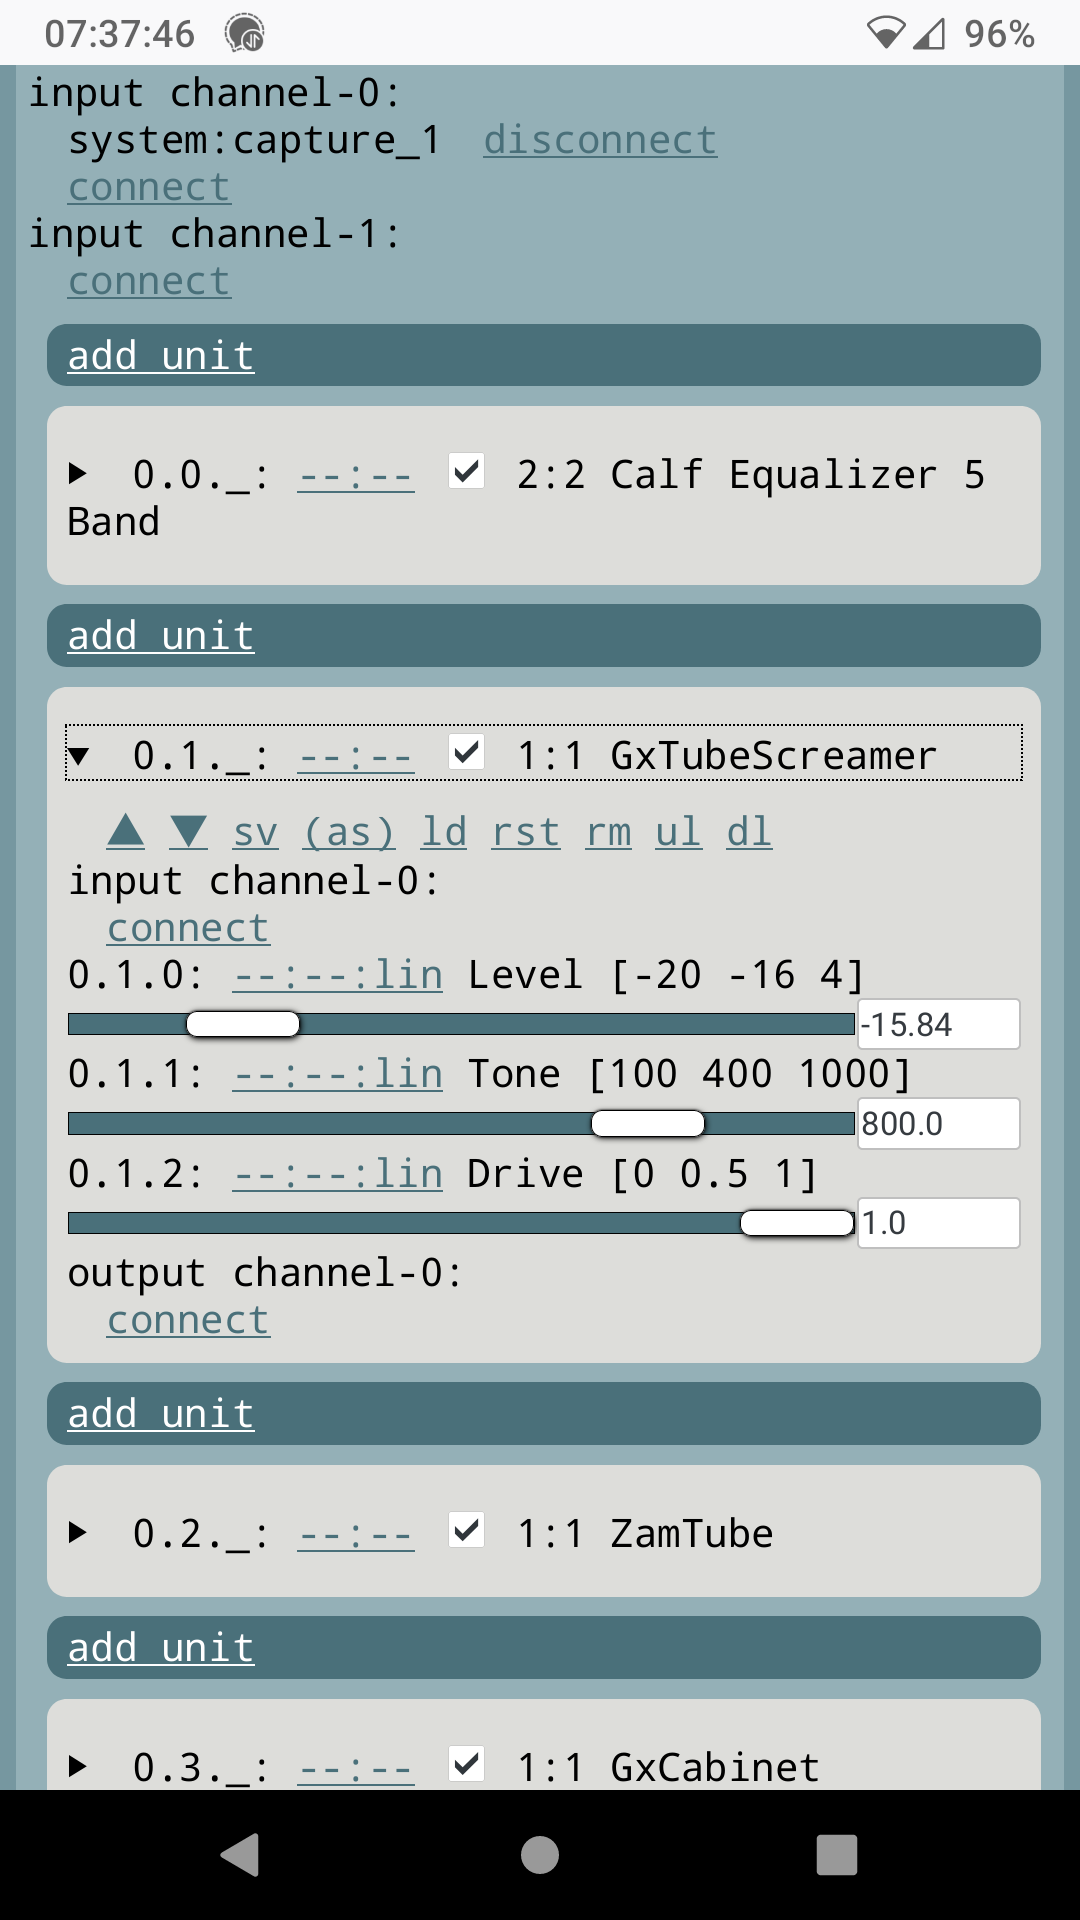 07:37:46 96%
input channel-0:
system:capture_1 disconnect
connect
input channel-1:
connect
add unit
▶ 0.0._: --:-- ✔ 2:2 Calf Equalizer 5
Band
add unit
▼ 0.1._: --:-- ✔ 1:1 GxTubeScreamer
▲ ▼ sv (as) ld rst rm ul dl
input channel-0:
connect
0.1.0: --:--:lin Level [-20 -16 4]
-15.84
0.1.1: --:--:lin Tone [100 400 1000]
800.0
0.1.2: --:--:lin Drive [0 0.5 1]
1.0
output channel-0:
connect
add unit
▶ 0.2._: --:-- ✔ 1:1 ZamTube
add unit
▶ 0.3._: --:-- ✔ 1:1 GxCabinet